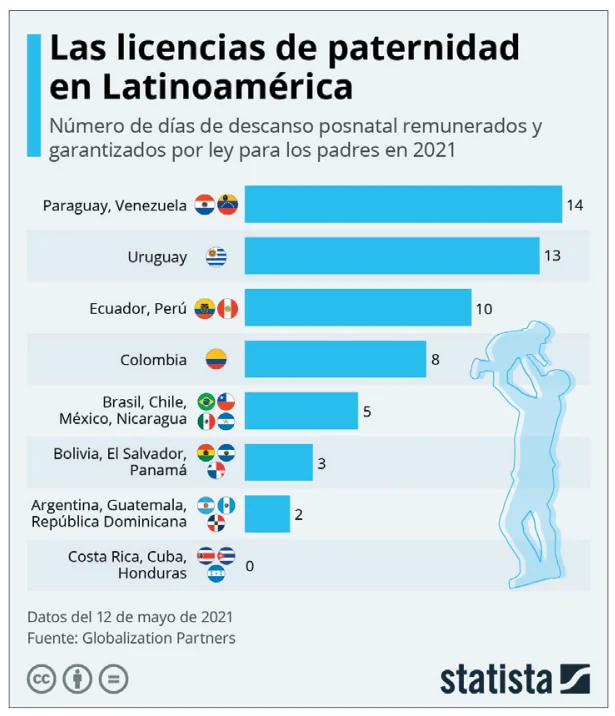 Las licencias de paternidad
en Latinoamérica
Número de días de descanso posnatal remunerados y
garantizados por ley para los padres en 2021
Paraguay, Venezuela 14
Uruguay 13
Ecuador, Perú 10
Colombia 8
Brasil, Chile,
México, Nicaragua 5
Bolivia, El Salvador,
Panamá 3
Argentina, Guatemala,
República Dominicana 2
Costa Rica, Cuba,
Honduras 0
Datos del 12 de mayo de 2021
Fuente: Globalization Partners
cc
statista